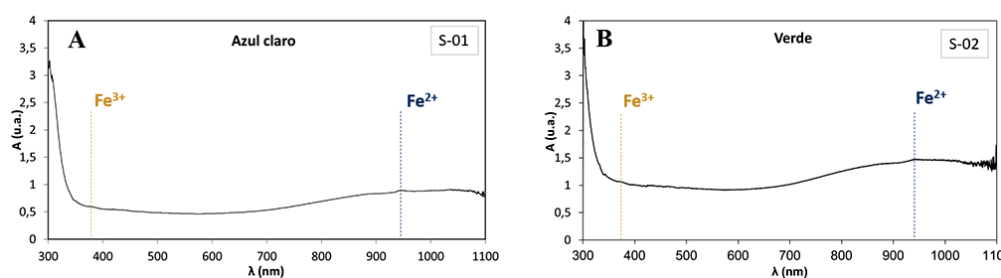 A
Azul claro
S-01
Fe³⁺
Fe²⁺
A (u.a.)
4
3,5
3
2,5
2
1,5
1
0,5
0
300 400 500 600 700 800 900 1000 1100
λ (nm)
B
Verde
S-02
Fe³⁺
Fe²⁺
A (u.a.)
4
3,5
3
2,5
2
1,5
1
0,5
0
300 400 500 600 700 800 900 1000 1100
λ (nm)